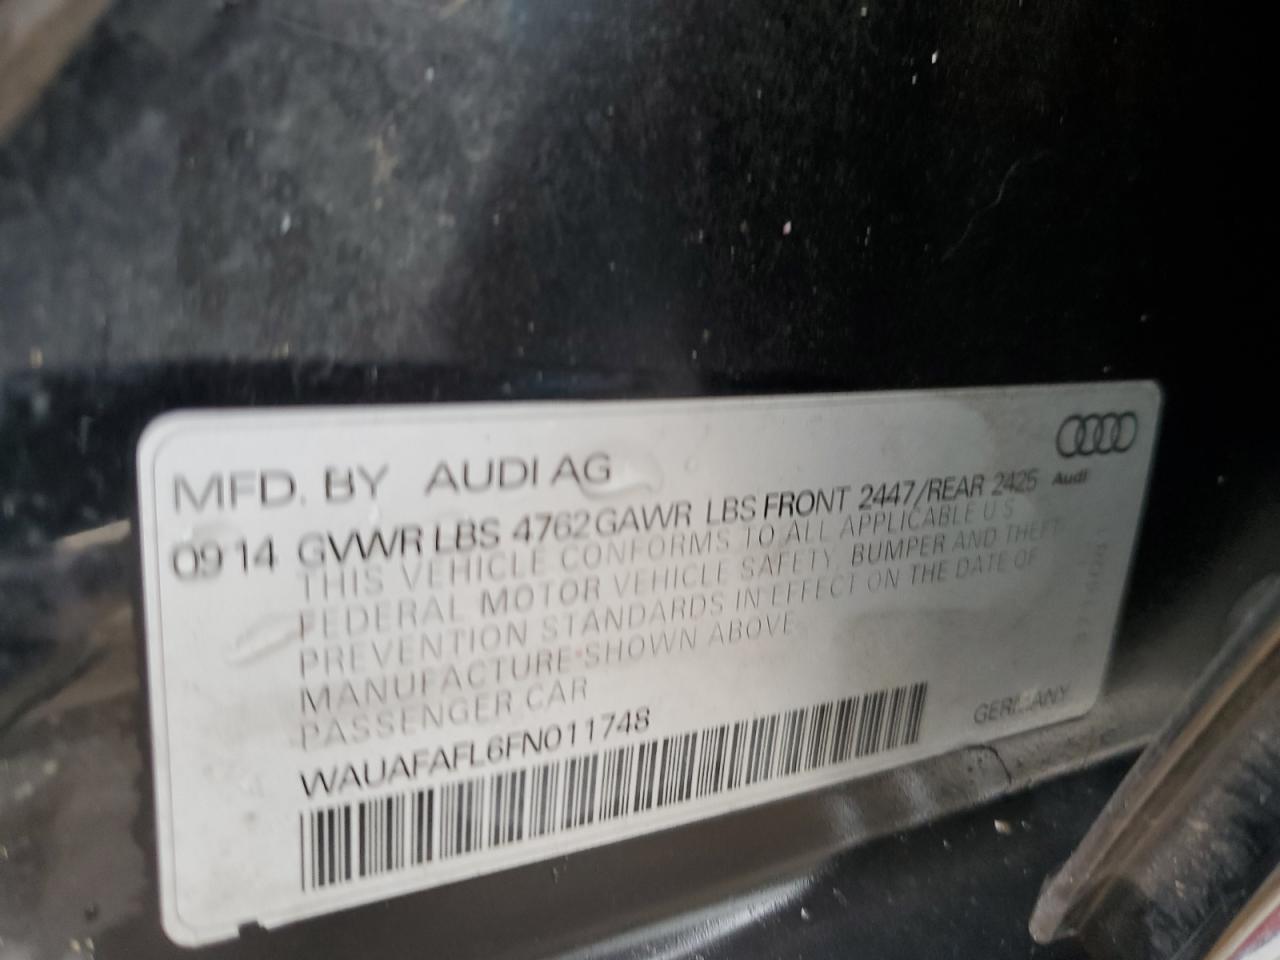 MFD. BY AUDI AG
Audi
09 14 GVWR LBS 4762 GAWR LBS FRONT 2447/REAR 2425
THIS VEHICLE CONFORMS TO ALL APPLICABLE U S
FEDERAL MOTOR VEHICLE SAFETY, BUMPER AND THEFT
PREVENTION STANDARDS IN EFFECT ON THE DATE OF
MANUFACTURE SHOWN ABOVE
PASSENGER CAR
WAUAFAFL6FN011748
GERMANY